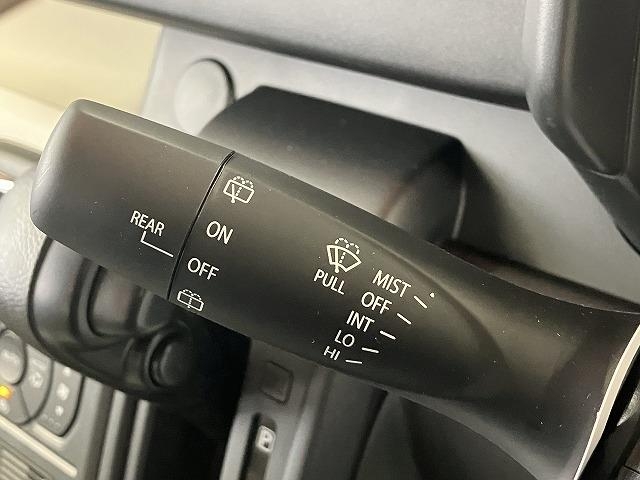 REAR
ON
OFF
PULL
MIST
OFF
INT
LO
HI
P